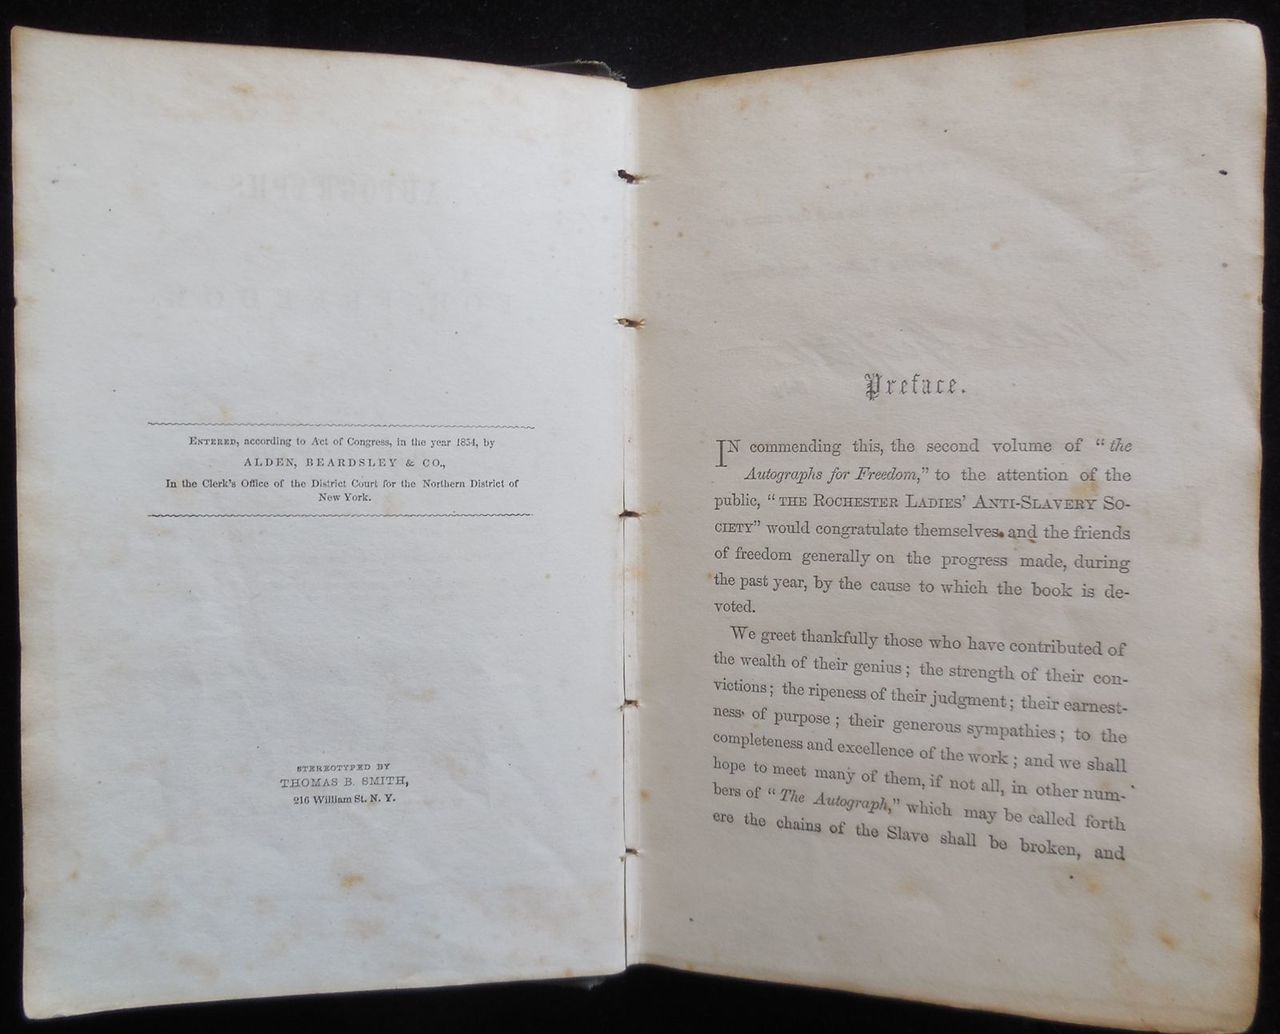 ENTERED, according to Act of Congress, in the year 1854, by
ALDEN, BEARDSLEY & CO.,
In the Clerk's Office of the District Court for the Northern District of
New York.
STEREOTYPED BY
THOMAS B. SMITH,
216 William St. N. Y.
Preface.
IN commending this, the second volume of "the
Autographs for Freedom," to the attention of the
public, "THE ROCHESTER LADIES' ANTI-SLAVERY SO-
CIETY" would congratulate themselves and the friends
of freedom generally on the progress made, during
the past year, by the cause to which the book is de-
voted.
We greet thankfully those who have contributed of
the wealth of their genius; the strength of their con-
victions; the ripeness of their judgment; their earnest-
ness of purpose; their generous sympathies; to the
completeness and excellence of the work; and we shall
hope to meet many of them, if not all, in other num-
bers of "The Autograph," which may be called forth
ere the chains of the Slave shall be broken, and